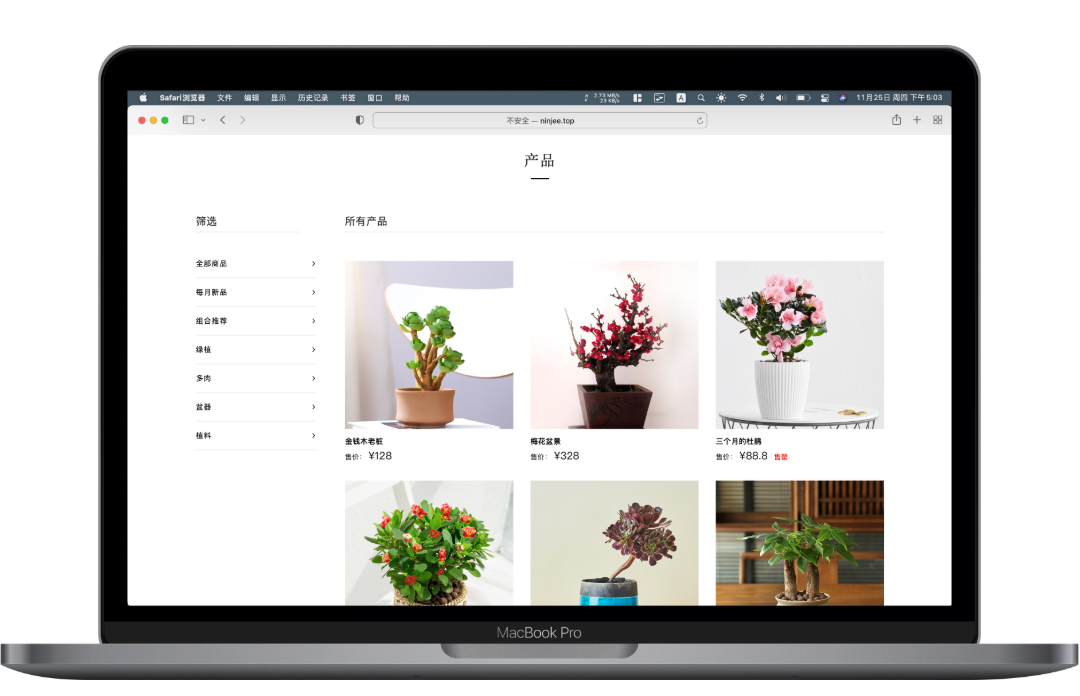 Safari浏览器 文件 编辑 显示 历史记录 书签 窗口 帮助 2.73 MB/s 23 KB/s A 11月25日 周四 下午5:03
不安全 — ninjee.top
产品
筛选
所有产品
全部商品
每月新品
组合推荐
绿植
多肉
盆器
植料
金钱木老桩
售价: ¥128
梅花盆景
售价: ¥328
三个月的杜鹃
售价: ¥88.8 售罄
MacBook Pro